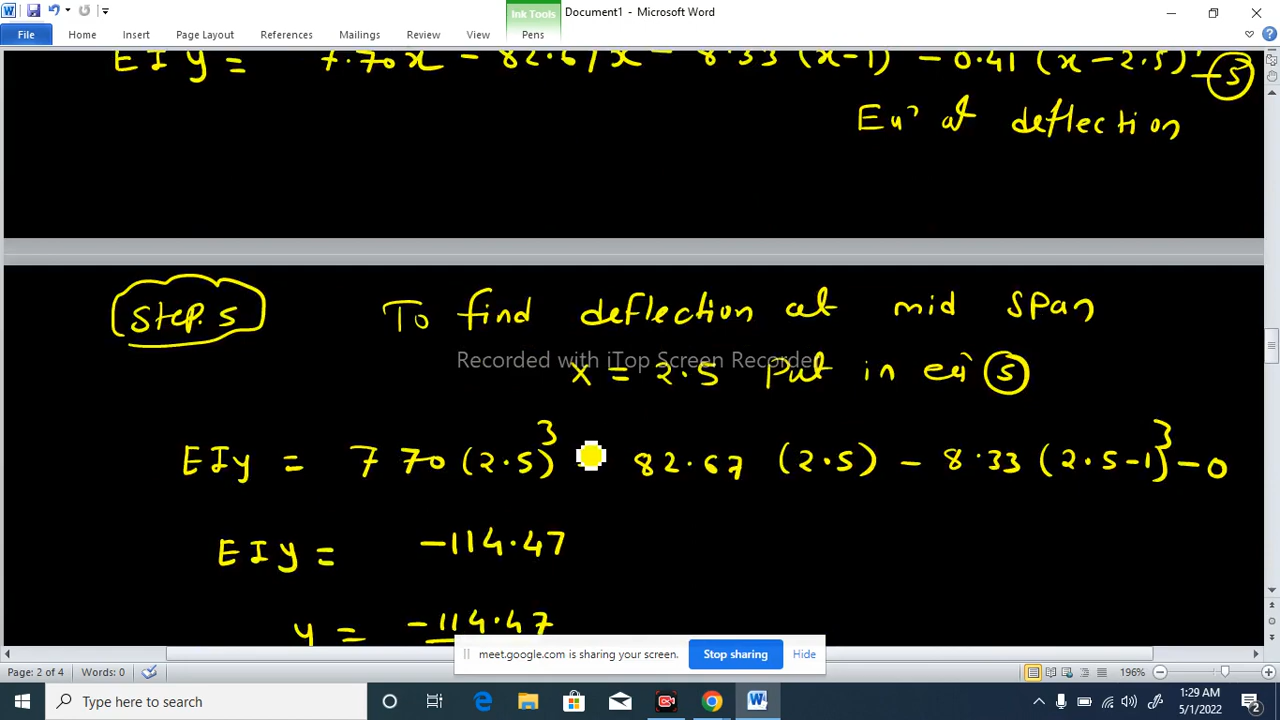 Document1 - Microsoft Word
Ink Tools
File Home Insert Page Layout References Mailings Review View Pens
EIy = 7.70x - 82.67x - 8.33 (x-1) - 0.41 (x-2.5) - 5
at deflection
Step. 5 To find deflection at mid span
Recorded with iTop Screen Recorder
x = 2.5 Put in 5
EIy = 7 70 (2.5)³ 82.67 (2.5) - 8.33 (2.5-1)³ - 0
EIy = -114.47
y = -114.47
meet.google.com is sharing your screen. Stop sharing Hide
Page: 2 of 4 Words: 0 196%
Type here to search
1:29 AM
5/1/2022